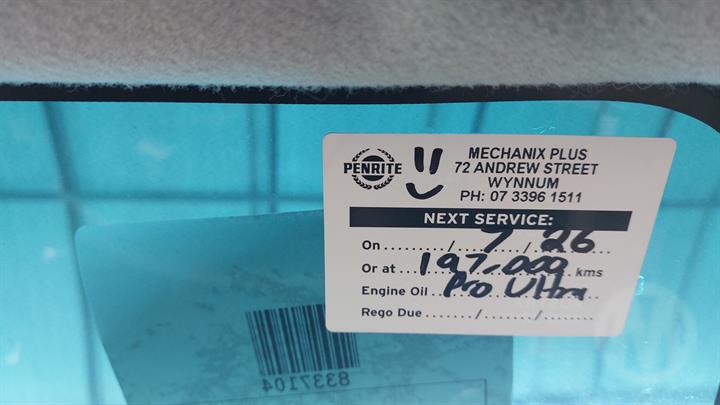 PENRITE
MECHANIX PLUS
72 ANDREW STREET
WYNNUM
PH: 07 3396 1511
NEXT SERVICE:
On ........./ 7 / 26
Or at 197,000 kms
Engine Oil Pro Ultra
Rego Due ......../......../........
8337104